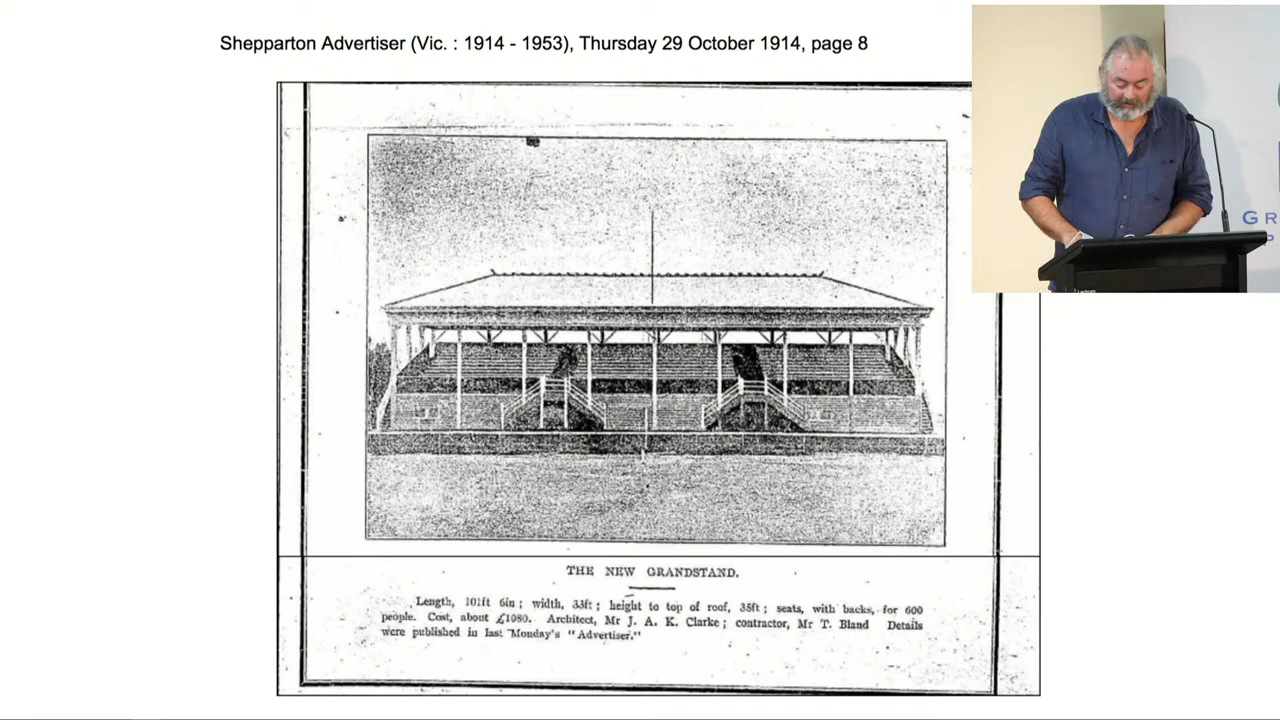 Shepparton Advertiser (Vic. : 1914 - 1953), Thursday 29 October 1914, page 8
GR
P
THE NEW GRANDSTAND.
Length, 101ft 6in ; width, 33ft ; height to top of roof, 35ft ; seats, with backs, for 600
people. Cost, about £1080. Architect, Mr J. A. K. Clarke ; contractor, Mr T. Bland Details
were published in last Monday's "Advertiser."